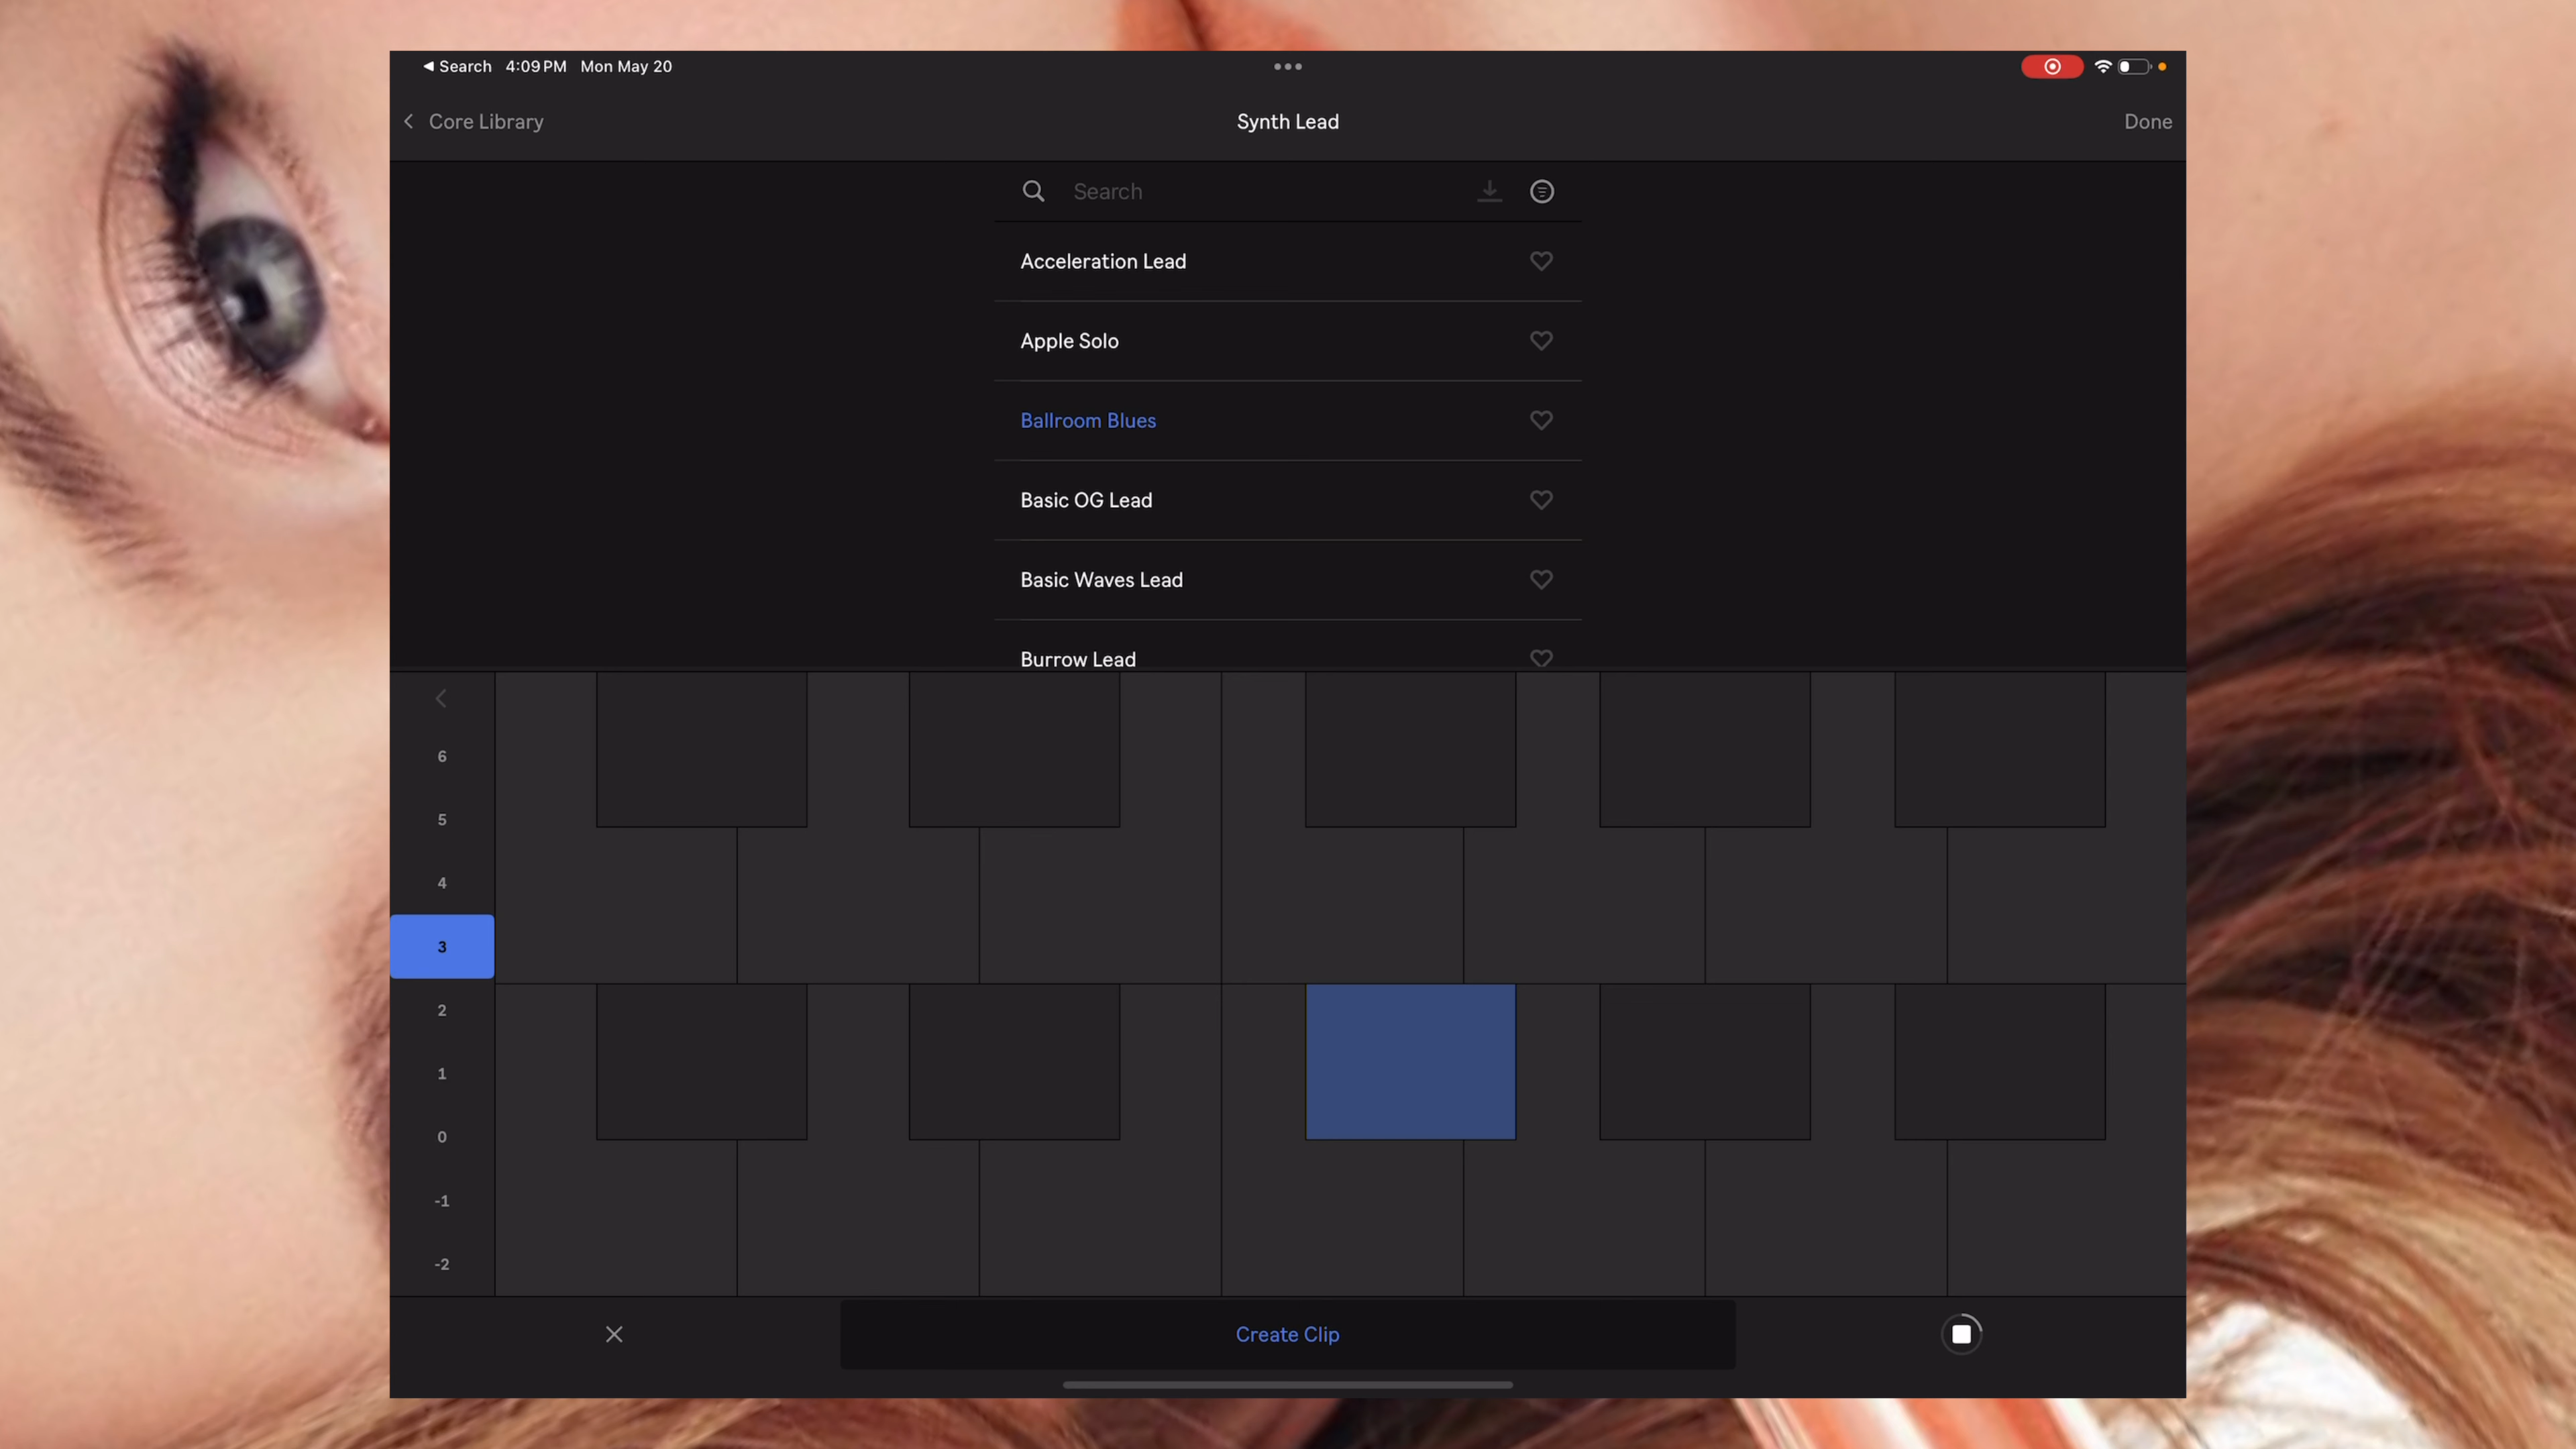 ◀ Search 4:09 PM Mon May 20
Core Library
Synth Lead
Done
Search
Acceleration Lead
Apple Solo
Ballroom Blues
Basic OG Lead
Basic Waves Lead
Burrow Lead
6
5
4
3
2
1
0
-1
-2
Create Clip